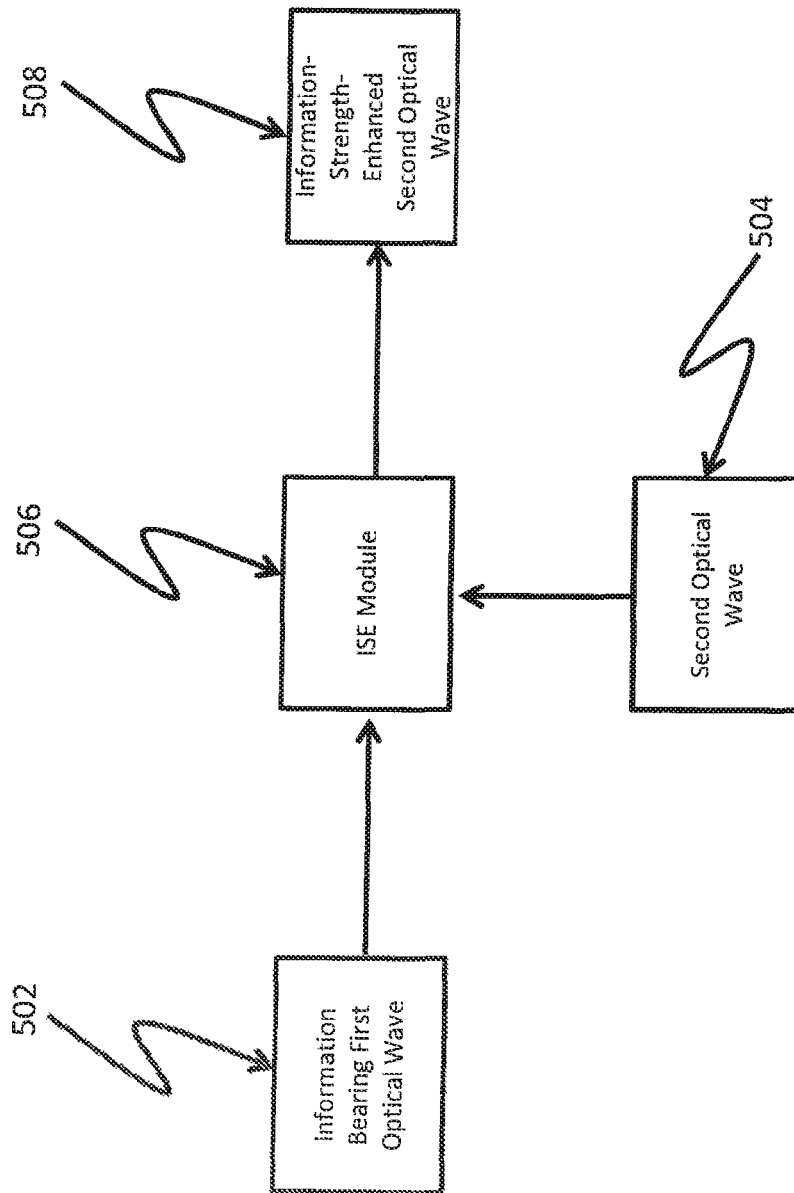 502
Information
Bearing First
Optical Wave
506
ISE Module
504
Second Optical
Wave
508
Information-
Strength-
Enhanced
Second Optical
Wave